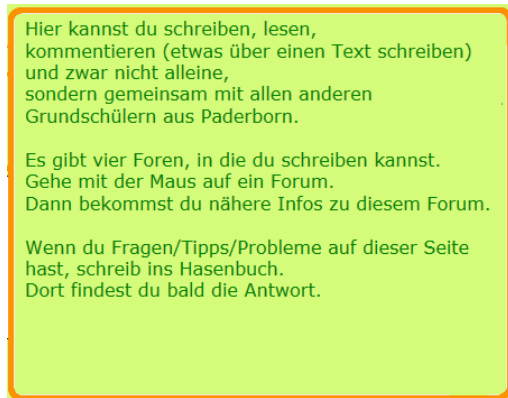 Hier kannst du schreiben, lesen,
kommentieren (etwas über einen Text schreiben)
und zwar nicht alleine,
sondern gemeinsam mit allen anderen
Grundschülern aus Paderborn.
Es gibt vier Foren, in die du schreiben kannst.
Gehe mit der Maus auf ein Forum.
Dann bekommst du nähere Infos zu diesem Forum.
Wenn du Fragen/Tipps/Probleme auf dieser Seite
hast, schreib ins Hasenbuch.
Dort findest du bald die Antwort.